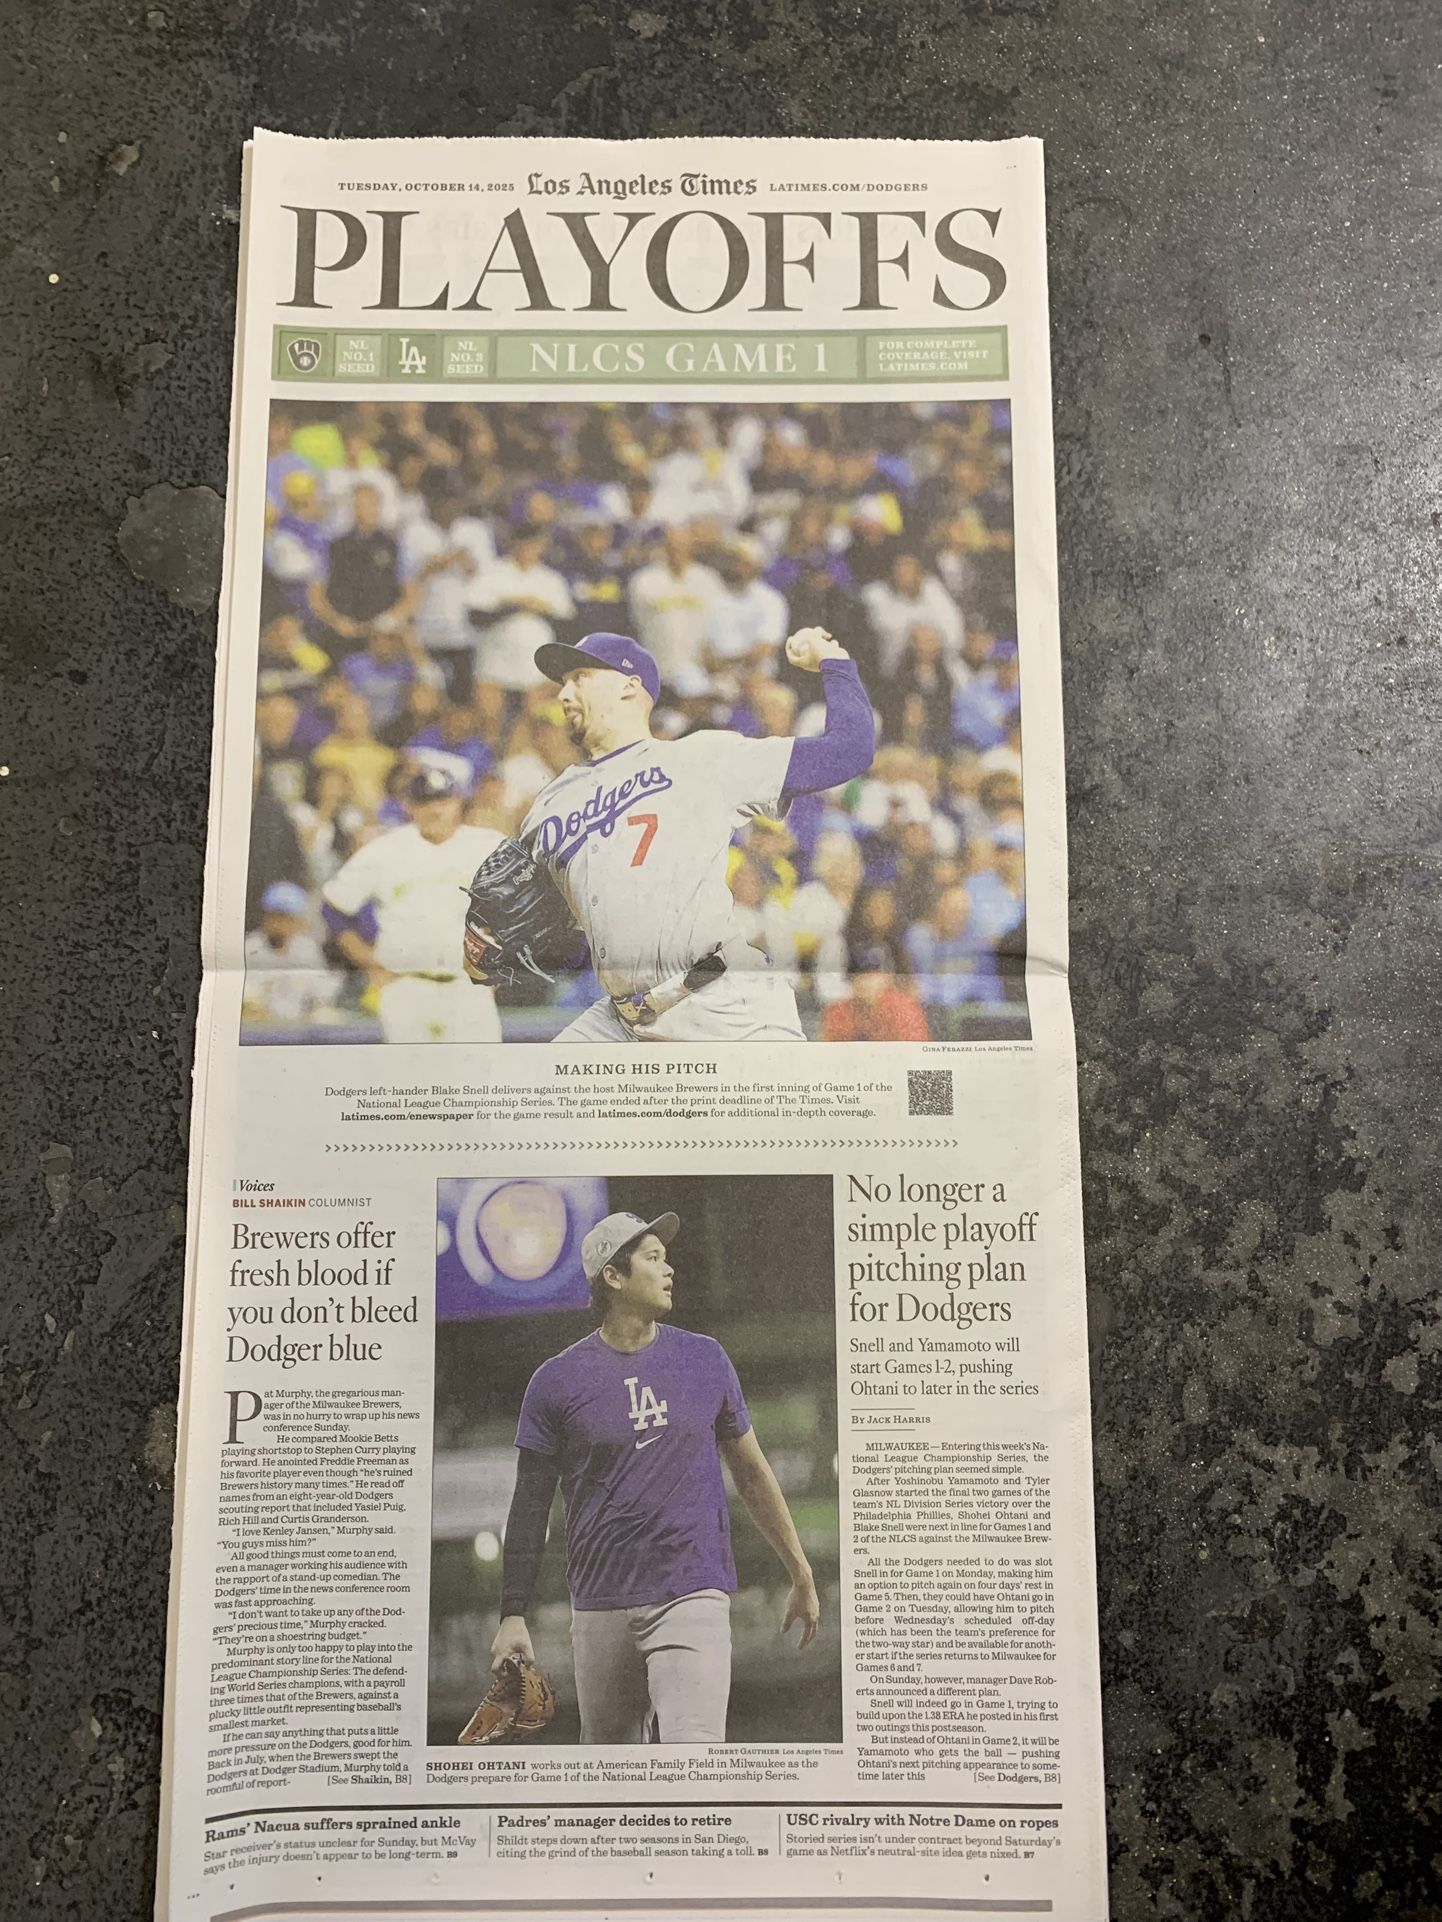 TUESDAY, OCTOBER 14, 2025 Los Angeles Times LATIMES.COM/DODGERS
PLAYOFFS
NL
NO. 1
SEED
LA
NL
NO. 3
SEED
NLCS GAME 1
FOR COMPLETE
COVERAGE, VISIT
LATIMES.COM
Dodgers
7
GINA FERAZZI Los Angeles Times
MAKING HIS PITCH
Dodgers left-hander Blake Snell delivers against the host Milwaukee Brewers in the first inning of Game 1 of the
National League Championship Series. The game ended after the print deadline of The Times. Visit
latimes.com/enewspaper for the game result and latimes.com/dodgers for additional in-depth coverage.
Voices
BILL SHAIKIN COLUMNIST
Brewers offer
fresh blood if
you don't bleed
Dodger blue
Pat Murphy, the gregarious man-
ager of the Milwaukee Brewers,
was in no hurry to wrap up his news
conference Sunday.
He compared Mookie Betts
playing shortstop to Stephen Curry playing
forward. He anointed Freddie Freeman as
his favorite player even though "he's ruined
Brewers history many times." He read off
names from an eight-year-old Dodgers
scouting report that included Yasiel Puig,
Rich Hill and Curtis Granderson.
"I love Kenley Jansen," Murphy said.
"You guys miss him?"
All good things must come to an end,
even a manager working his audience with
the rapport of a stand-up comedian. The
Dodgers' time in the news conference room
was fast approaching.
"I don't want to take up any of the Dod-
gers' precious time," Murphy cracked.
"They're on a shoestring budget."
Murphy is only too happy to play into the
predominant story line for the National
League Championship Series: The defend-
ing World Series champions, with a payroll
three times that of the Brewers, against a
plucky little outfit representing baseball's
smallest market.
If he can say anything that puts a little
more pressure on the Dodgers, good for him.
Back in July, when the Brewers swept the
Dodgers at Dodger Stadium, Murphy told a
roomful of report- [See Shaikin, B8]
LA
ROBERT GAUTHIER Los Angeles Times
SHOHEI OHTANI works out at American Family Field in Milwaukee as the
Dodgers prepare for Game 1 of the National League Championship Series.
No longer a
simple playoff
pitching plan
for Dodgers
Snell and Yamamoto will
start Games 1-2, pushing
Ohtani to later in the series
BY JACK HARRIS
MILWAUKEE — Entering this week's Na-
tional League Championship Series, the
Dodgers' pitching plan seemed simple.
After Yoshinobu Yamamoto and Tyler
Glasnow started the final two games of the
team's NL Division Series victory over the
Philadelphia Phillies, Shohei Ohtani and
Blake Snell were next in line for Games 1 and
2 of the NLCS against the Milwaukee Brew-
ers.
All the Dodgers needed to do was slot
Snell in for Game 1 on Monday, making him
an option to pitch again on four days' rest in
Game 5. Then, they could have Ohtani go in
Game 2 on Tuesday, allowing him to pitch
before Wednesday's scheduled off-day
(which has been the team's preference for
the two-way star) and be available for anoth-
er start if the series returns to Milwaukee for
Games 6 and 7.
On Sunday, however, manager Dave Rob-
erts announced a different plan.
Snell will indeed go in Game 1, trying to
build upon the 1.38 ERA he posted in his first
two outings this postseason.
But instead of Ohtani in Game 2, it will be
Yamamoto who gets the ball — pushing
Ohtani's next pitching appearance to some-
time later this [See Dodgers, B8]
Rams' Nacua suffers sprained ankle
Star receiver's status unclear for Sunday, but McVay
says the injury doesn't appear to be long-term. B9
Padres' manager decides to retire
Shildt steps down after two seasons in San Diego,
citing the grind of the baseball season taking a toll. B8
USC rivalry with Notre Dame on ropes
Storied series isn't under contract beyond Saturday's
game as Netflix's neutral-site idea gets nixed. B7